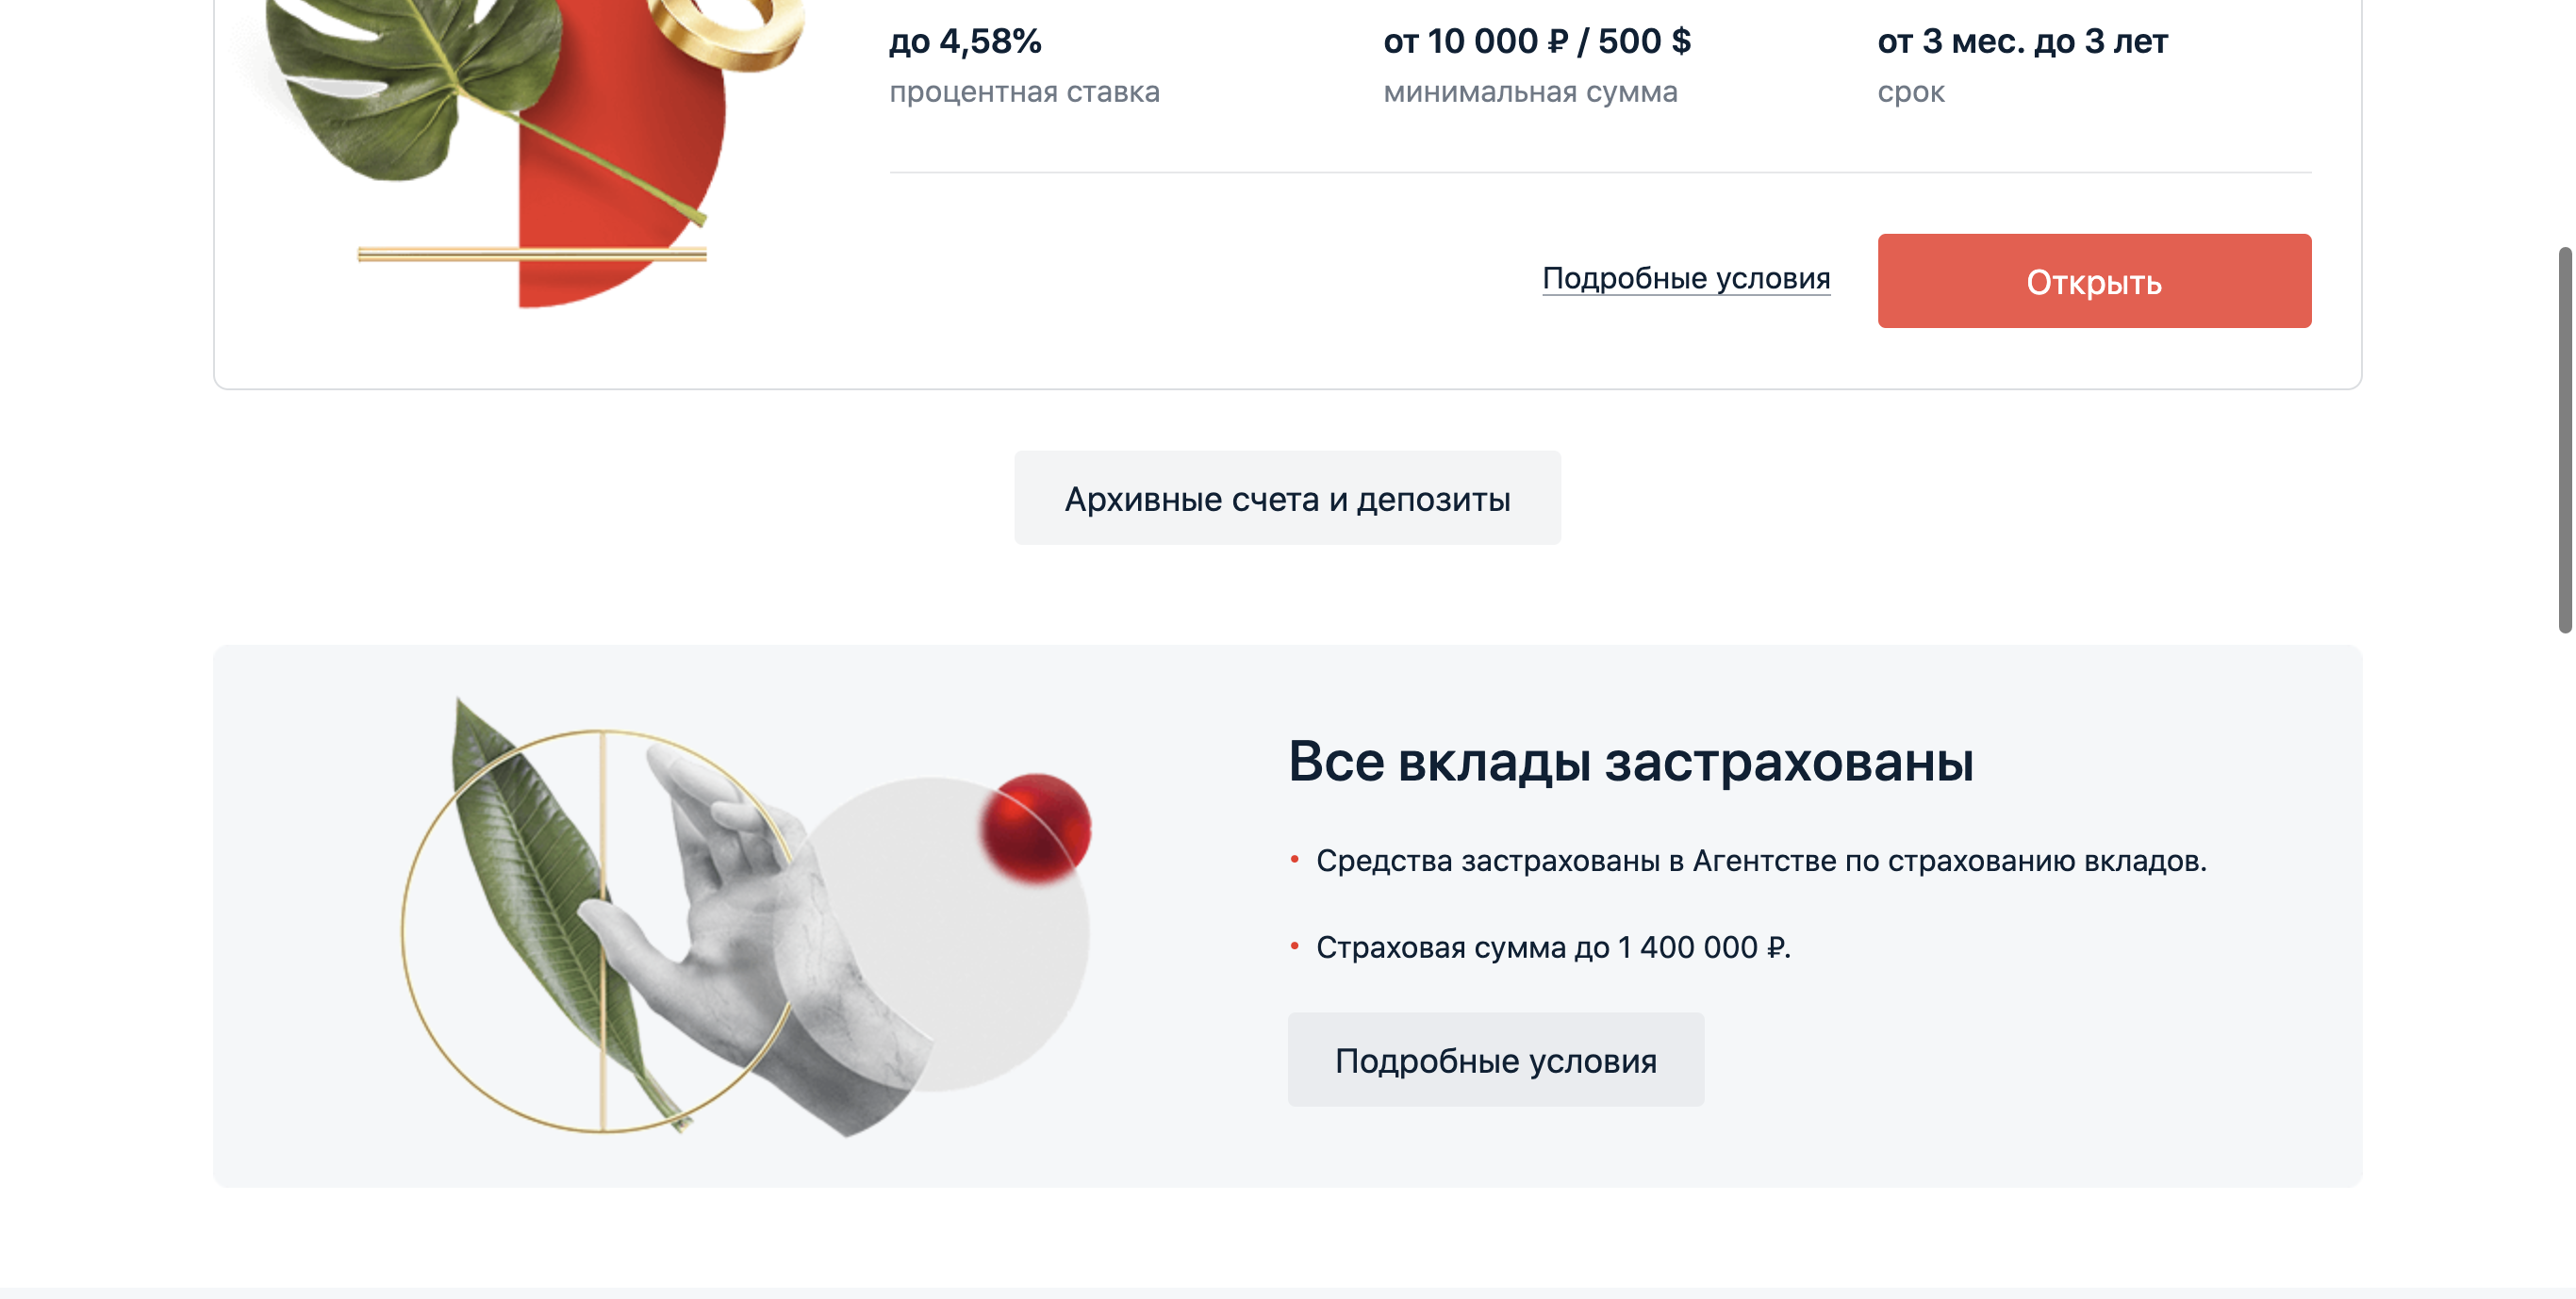 до 4,58%
процентная ставка
от 10 000 ₽ / 500 $
минимальная сумма
от 3 мес. до 3 лет
срок
Подробные условия
Открыть
Архивные счета и депозиты
Все вклады застрахованы
• Средства застрахованы в Агентстве по страхованию вкладов.
• Страховая сумма до 1 400 000 ₽.
Подробные условия